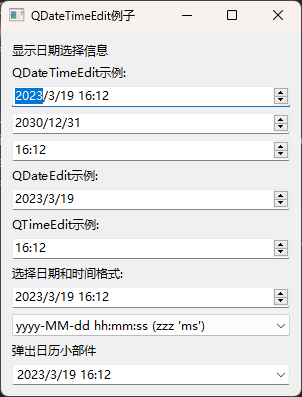 QDateTimeEdit例子
显示日期选择信息
QDateTimeEdit示例:
2023/3/19 16:12
2030/12/31
16:12
QDateEdit示例:
2023/3/19
QTimeEdit示例:
16:12
选择日期和时间格式:
2023/3/19 16:12
yyyy-MM-dd hh:mm:ss (zzz 'ms')
弹出日历小部件
2023/3/19 16:12